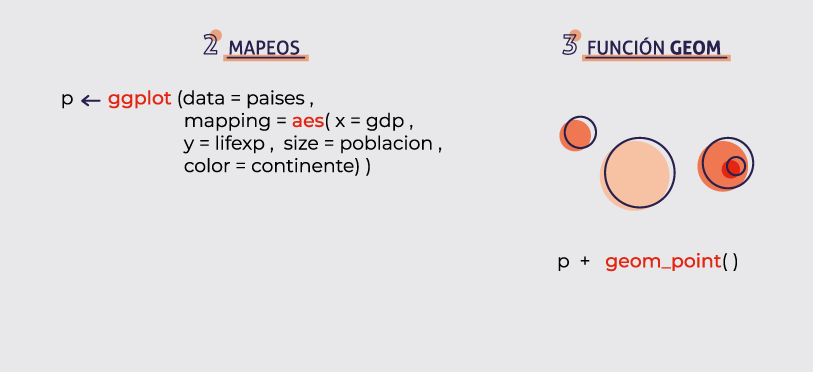 2 MAPEOS
p ← ggplot (data = paises ,
mapping = aes( x = gdp ,
y = lifexp , size = poblacion ,
color = continente) )
3 FUNCIÓN GEOM
p + geom_point( )